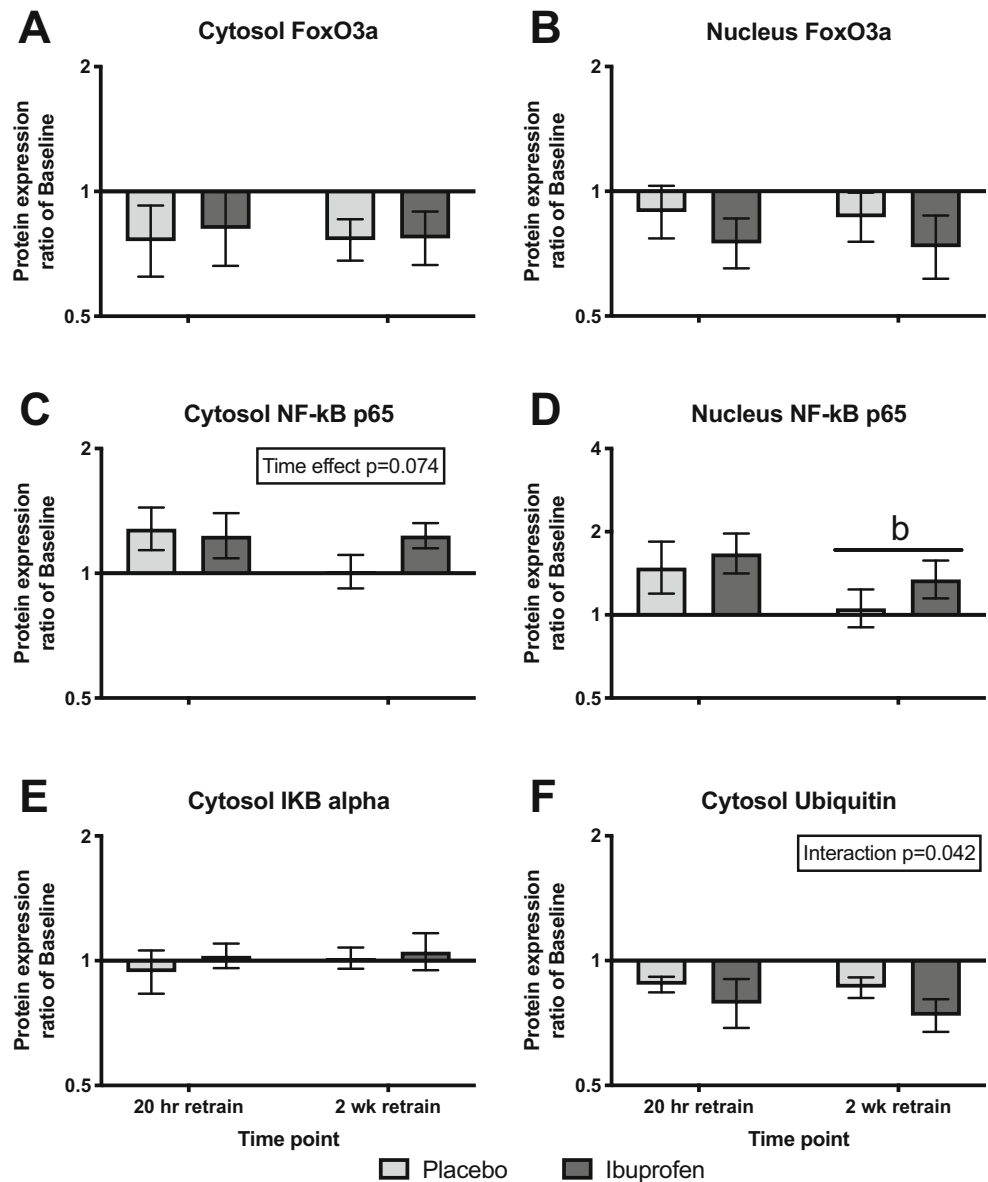 A
Cytosol FoxO3a
Protein expression
ratio of Baseline
2
1
0.5
B
Nucleus FoxO3a
Protein expression
ratio of Baseline
2
1
0.5
C
Cytosol NF-kB p65
Protein expression
ratio of Baseline
2
1
0.5
Time effect p=0.074
D
Nucleus NF-kB p65
Protein expression
ratio of Baseline
4
2
1
0.5
b
E
Cytosol IKB alpha
Protein expression
ratio of Baseline
2
1
0.5
20 hr retrain
2 wk retrain
Time point
F
Cytosol Ubiquitin
Protein expression
ratio of Baseline
2
1
0.5
Interaction p=0.042
20 hr retrain
2 wk retrain
Time point
Placebo
Ibuprofen